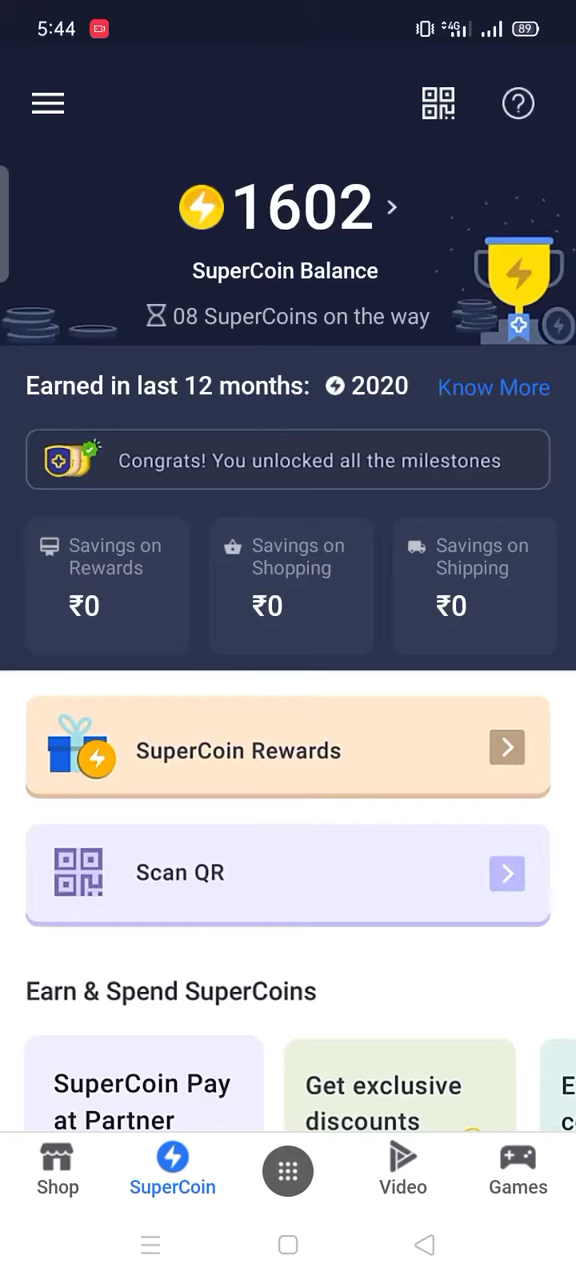 5:44 4G 89
1602
SuperCoin Balance
08 SuperCoins on the way
Earned in last 12 months: 2020 Know More
Congrats! You unlocked all the milestones
Savings on Rewards
₹0
Savings on Shopping
₹0
Savings on Shipping
₹0
SuperCoin Rewards
Scan QR
Earn & Spend SuperCoins
SuperCoin Pay
at Partner
Get exclusive
discounts
Shop SuperCoin Video Games